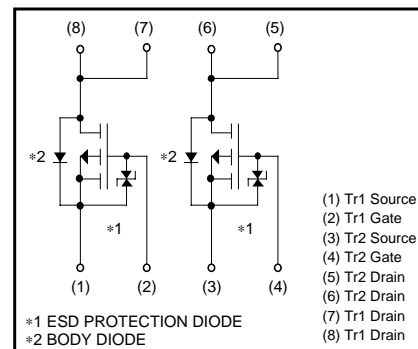 (8) (7) (6) (5)
∗2 ∗2
∗1 ∗1
(1) (2) (3) (4)
(1) Tr1 Source
(2) Tr1 Gate
(3) Tr2 Source
(4) Tr2 Gate
(5) Tr2 Drain
(6) Tr2 Drain
(7) Tr1 Drain
(8) Tr1 Drain
∗1 ESD PROTECTION DIODE
∗2 BODY DIODE